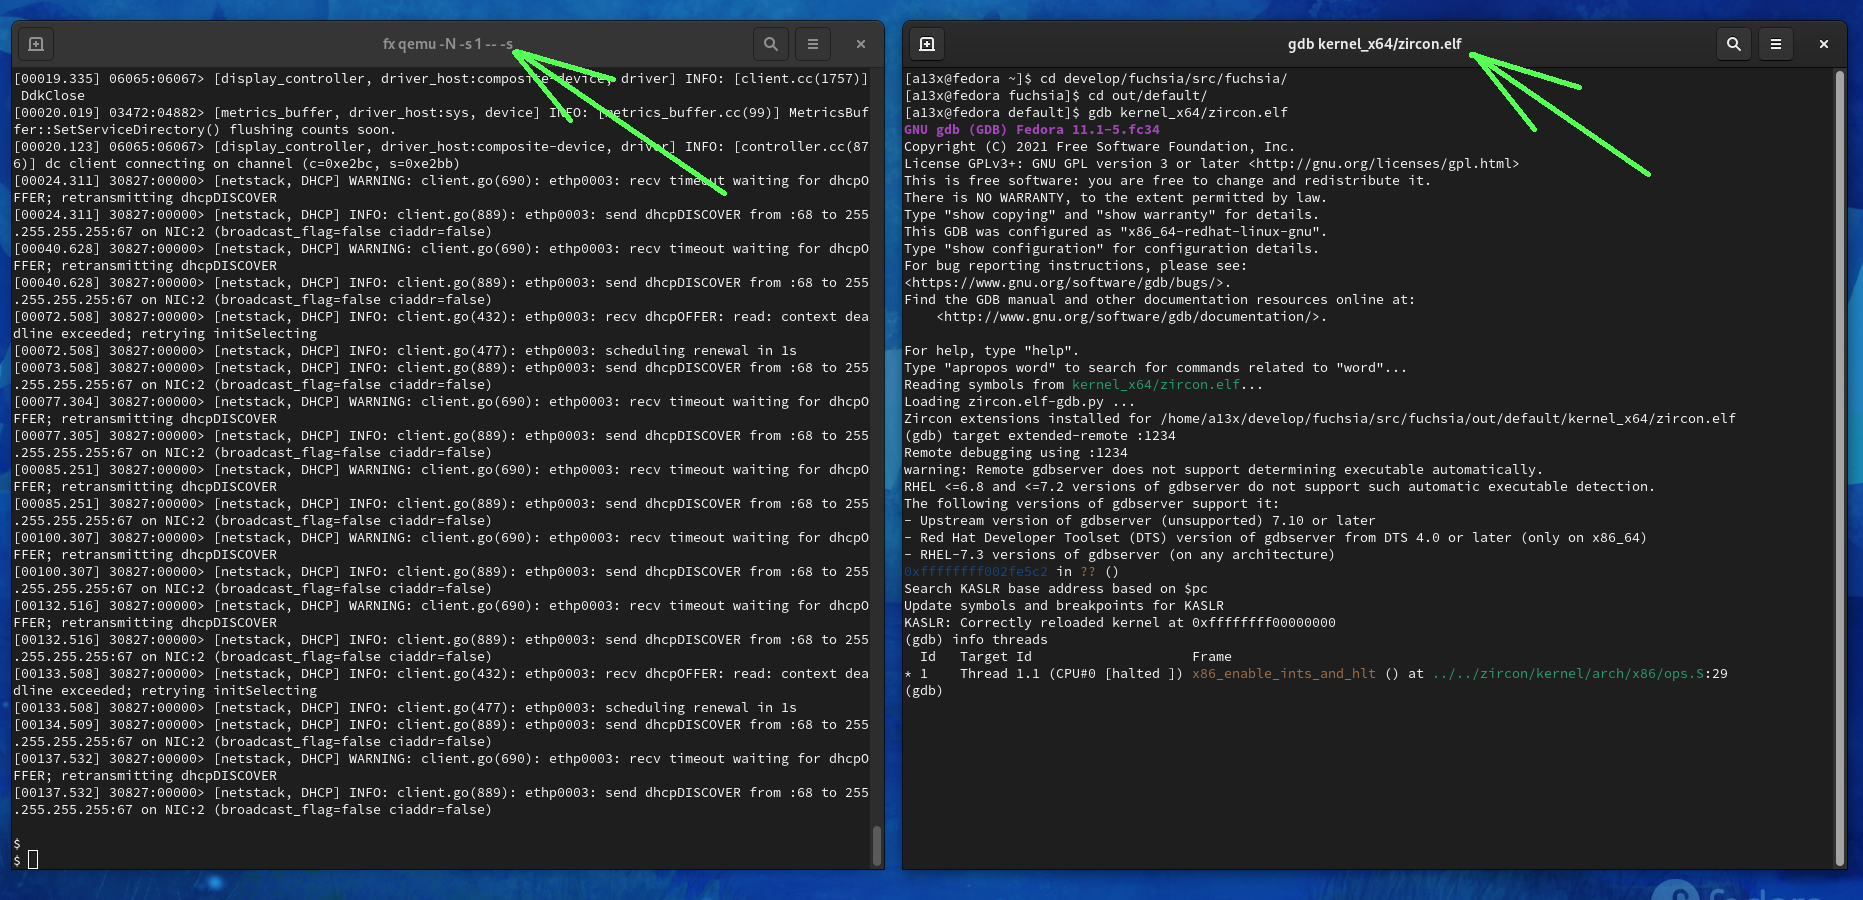 fx qemu -N -s 1 -- -s
[00019.335] 06065:06067> [display_controller, driver_host:composite-device, driver] INFO: [client.cc(1757)]
 DdkClose
[00020.019] 03472:04882> [metrics_buffer, driver_host:sys, device] INFO: [metrics_buffer.cc(99)] MetricsBuf
fer::SetServiceDirectory() flushing counts soon.
[00020.123] 06065:06067> [display_controller, driver_host:composite-device, driver] INFO: [controller.cc(87
6)] dc client connecting on channel (c=0xe2bc, s=0xe2bb)
[00024.311] 30827:00000> [netstack, DHCP] WARNING: client.go(690): ethp0003: recv timeout waiting for dhcpO
FFER; retransmitting dhcpDISCOVER
[00024.311] 30827:00000> [netstack, DHCP] INFO: client.go(889): ethp0003: send dhcpDISCOVER from :68 to 255
.255.255.255:67 on NIC:2 (broadcast_flag=false ciaddr=false)
[00040.628] 30827:00000> [netstack, DHCP] WARNING: client.go(690): ethp0003: recv timeout waiting for dhcpO
FFER; retransmitting dhcpDISCOVER
[00040.628] 30827:00000> [netstack, DHCP] INFO: client.go(889): ethp0003: send dhcpDISCOVER from :68 to 255
.255.255.255:67 on NIC:2 (broadcast_flag=false ciaddr=false)
[00072.508] 30827:00000> [netstack, DHCP] INFO: client.go(432): ethp0003: recv dhcpOFFER: read: context dea
dline exceeded; retrying initSelecting
[00072.508] 30827:00000> [netstack, DHCP] INFO: client.go(477): ethp0003: scheduling renewal in 1s
[00073.508] 30827:00000> [netstack, DHCP] INFO: client.go(889): ethp0003: send dhcpDISCOVER from :68 to 255
.255.255.255:67 on NIC:2 (broadcast_flag=false ciaddr=false)
[00077.304] 30827:00000> [netstack, DHCP] WARNING: client.go(690): ethp0003: recv timeout waiting for dhcpO
FFER; retransmitting dhcpDISCOVER
[00077.305] 30827:00000> [netstack, DHCP] INFO: client.go(889): ethp0003: send dhcpDISCOVER from :68 to 255
.255.255.255:67 on NIC:2 (broadcast_flag=false ciaddr=false)
[00085.251] 30827:00000> [netstack, DHCP] WARNING: client.go(690): ethp0003: recv timeout waiting for dhcpO
FFER; retransmitting dhcpDISCOVER
[00085.251] 30827:00000> [netstack, DHCP] INFO: client.go(889): ethp0003: send dhcpDISCOVER from :68 to 255
.255.255.255:67 on NIC:2 (broadcast_flag=false ciaddr=false)
[00100.307] 30827:00000> [netstack, DHCP] WARNING: client.go(690): ethp0003: recv timeout waiting for dhcpO
FFER; retransmitting dhcpDISCOVER
[00100.307] 30827:00000> [netstack, DHCP] INFO: client.go(889): ethp0003: send dhcpDISCOVER from :68 to 255
.255.255.255:67 on NIC:2 (broadcast_flag=false ciaddr=false)
[00132.516] 30827:00000> [netstack, DHCP] WARNING: client.go(690): ethp0003: recv timeout waiting for dhcpO
FFER; retransmitting dhcpDISCOVER
[00132.516] 30827:00000> [netstack, DHCP] INFO: client.go(889): ethp0003: send dhcpDISCOVER from :68 to 255
.255.255.255:67 on NIC:2 (broadcast_flag=false ciaddr=false)
[00133.508] 30827:00000> [netstack, DHCP] INFO: client.go(432): ethp0003: recv dhcpOFFER: read: context dea
dline exceeded; retrying initSelecting
[00133.508] 30827:00000> [netstack, DHCP] INFO: client.go(477): ethp0003: scheduling renewal in 1s
[00134.509] 30827:00000> [netstack, DHCP] INFO: client.go(889): ethp0003: send dhcpDISCOVER from :68 to 255
.255.255.255:67 on NIC:2 (broadcast_flag=false ciaddr=false)
[00137.532] 30827:00000> [netstack, DHCP] WARNING: client.go(690): ethp0003: recv timeout waiting for dhcpO
FFER; retransmitting dhcpDISCOVER
[00137.532] 30827:00000> [netstack, DHCP] INFO: client.go(889): ethp0003: send dhcpDISCOVER from :68 to 255
.255.255.255:67 on NIC:2 (broadcast_flag=false ciaddr=false)
$
$
gdb kernel_x64/zircon.elf
[a13x@fedora ~]$ cd develop/fuchsia/src/fuchsia/
[a13x@fedora fuchsia]$ cd out/default/
[a13x@fedora default]$ gdb kernel_x64/zircon.elf
GNU gdb (GDB) Fedora 11.1-5.fc34
Copyright (C) 2021 Free Software Foundation, Inc.
License GPLv3+: GNU GPL version 3 or later <http://gnu.org/licenses/gpl.html>
This is free software: you are free to change and redistribute it.
There is NO WARRANTY, to the extent permitted by law.
Type "show copying" and "show warranty" for details.
This GDB was configured as "x86_64-redhat-linux-gnu".
Type "show configuration" for configuration details.
For bug reporting instructions, please see:
<https://www.gnu.org/software/gdb/bugs/>.
Find the GDB manual and other documentation resources online at:
    <http://www.gnu.org/software/gdb/documentation/>.
For help, type "help".
Type "apropos word" to search for commands related to "word"...
Reading symbols from kernel_x64/zircon.elf...
Loading zircon.elf-gdb.py ...
Zircon extensions installed for /home/a13x/develop/fuchsia/src/fuchsia/out/default/kernel_x64/zircon.elf
(gdb) target extended-remote :1234
Remote debugging using :1234
warning: Remote gdbserver does not support determining executable automatically.
RHEL <=6.8 and <=7.2 versions of gdbserver do not support such automatic executable detection.
The following versions of gdbserver support it:
- Upstream version of gdbserver (unsupported) 7.10 or later
- Red Hat Developer Toolset (DTS) version of gdbserver from DTS 4.0 or later (only on x86_64)
- RHEL-7.3 versions of gdbserver (on any architecture)
0xffffffff002fe5c2 in ?? ()
Search KASLR base address based on $pc
Update symbols and breakpoints for KASLR
KASLR: Correctly reloaded kernel at 0xffffffff00000000
(gdb) info threads
  Id   Target Id                    Frame
* 1    Thread 1.1 (CPU#0 [halted ]) x86_enable_ints_and_hlt () at ../../zircon/kernel/arch/x86/ops.S:29
(gdb)